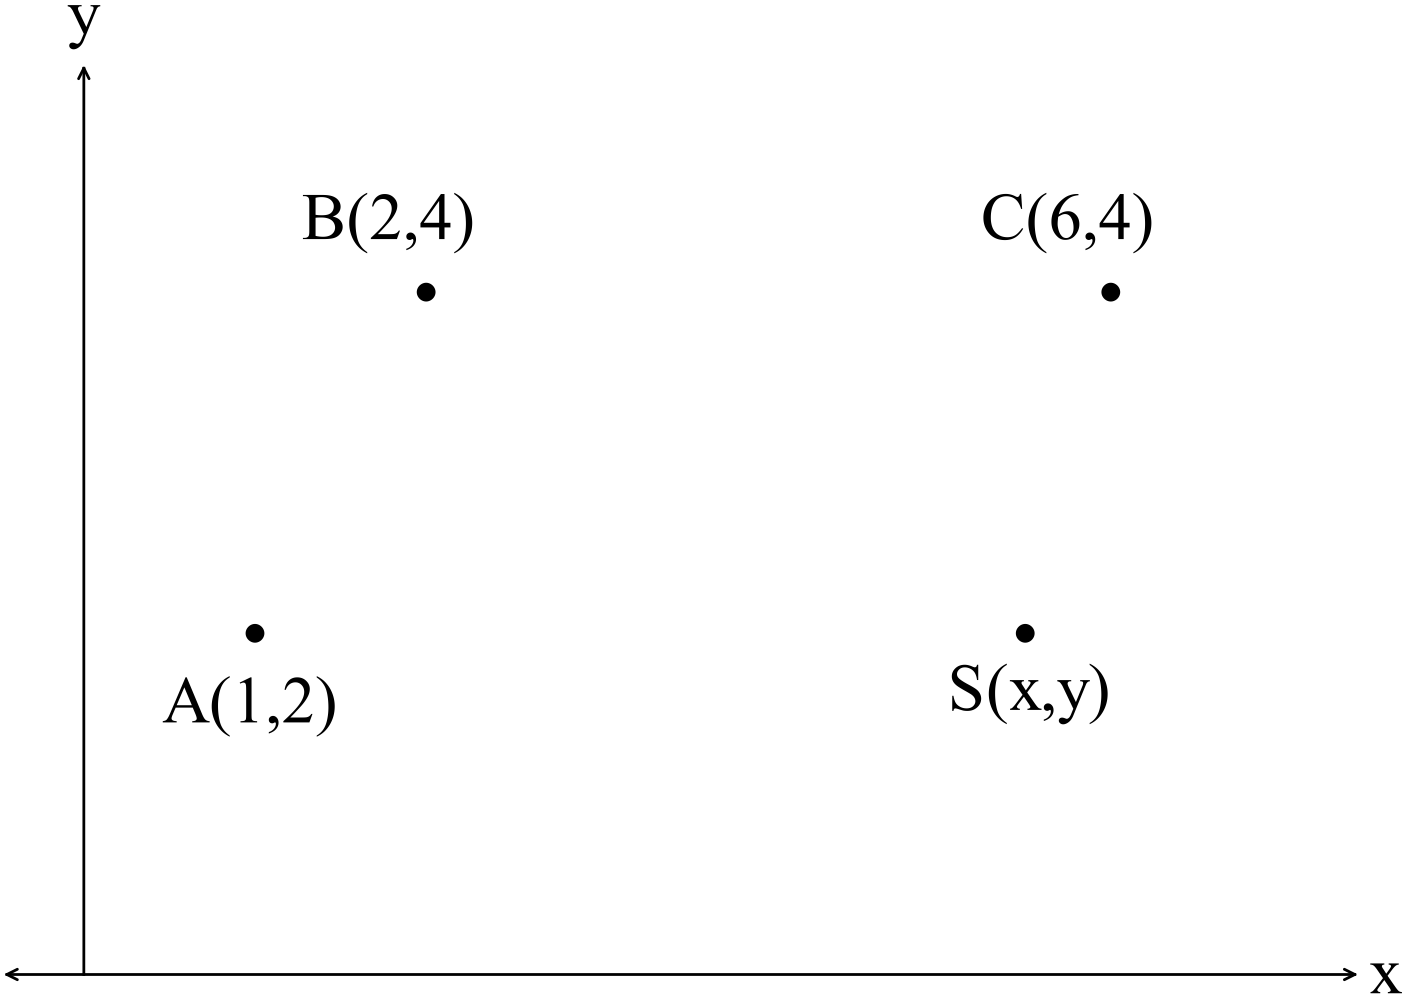 y
B(2,4)
C(6,4)
A(1,2)
S(x,y)
x